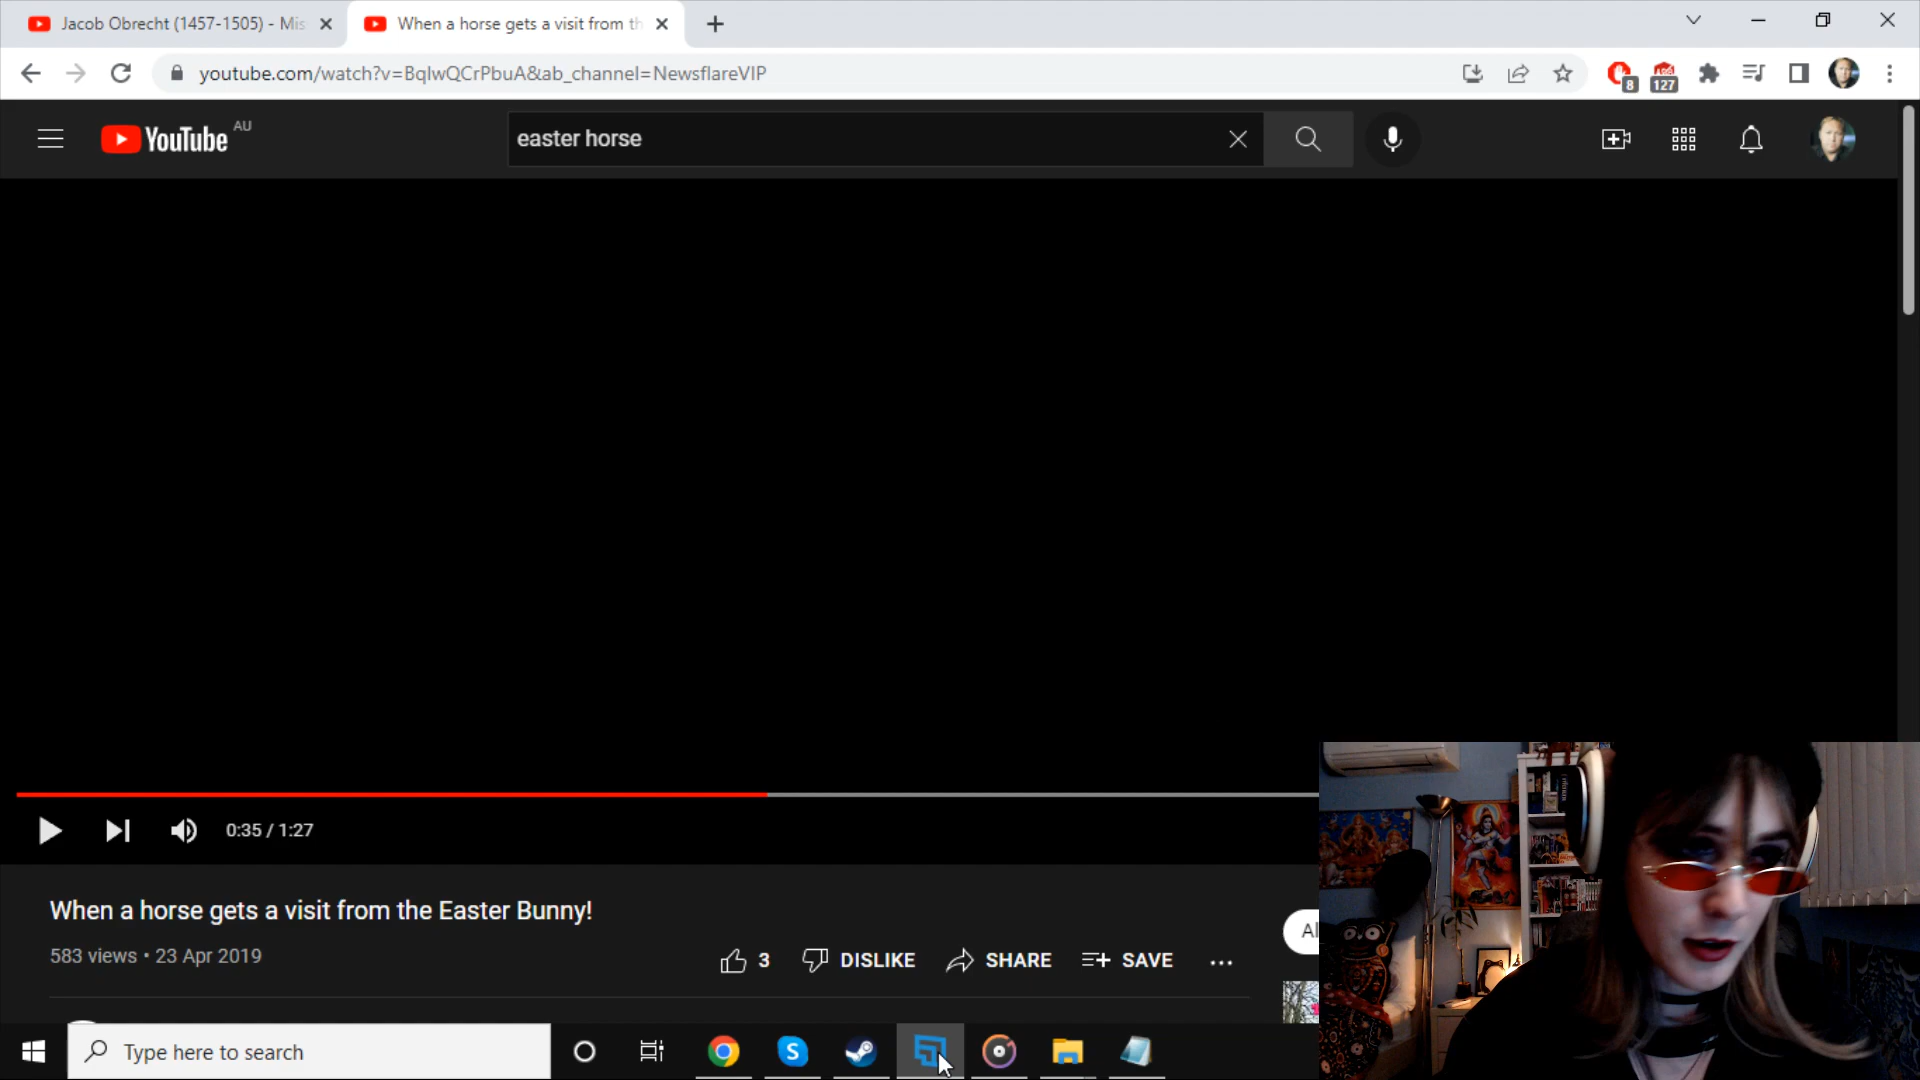 Jacob Obrecht (1457-1505) - Mis
When a horse gets a visit from th
youtube.com/watch?v=BqlwQCrPbuA&ab_channel=NewsflareVIP
8
127
YouTube AU
easter horse
0:35 / 1:27
When a horse gets a visit from the Easter Bunny!
583 views • 23 Apr 2019
3
DISLIKE
SHARE
SAVE
Al
Type here to search